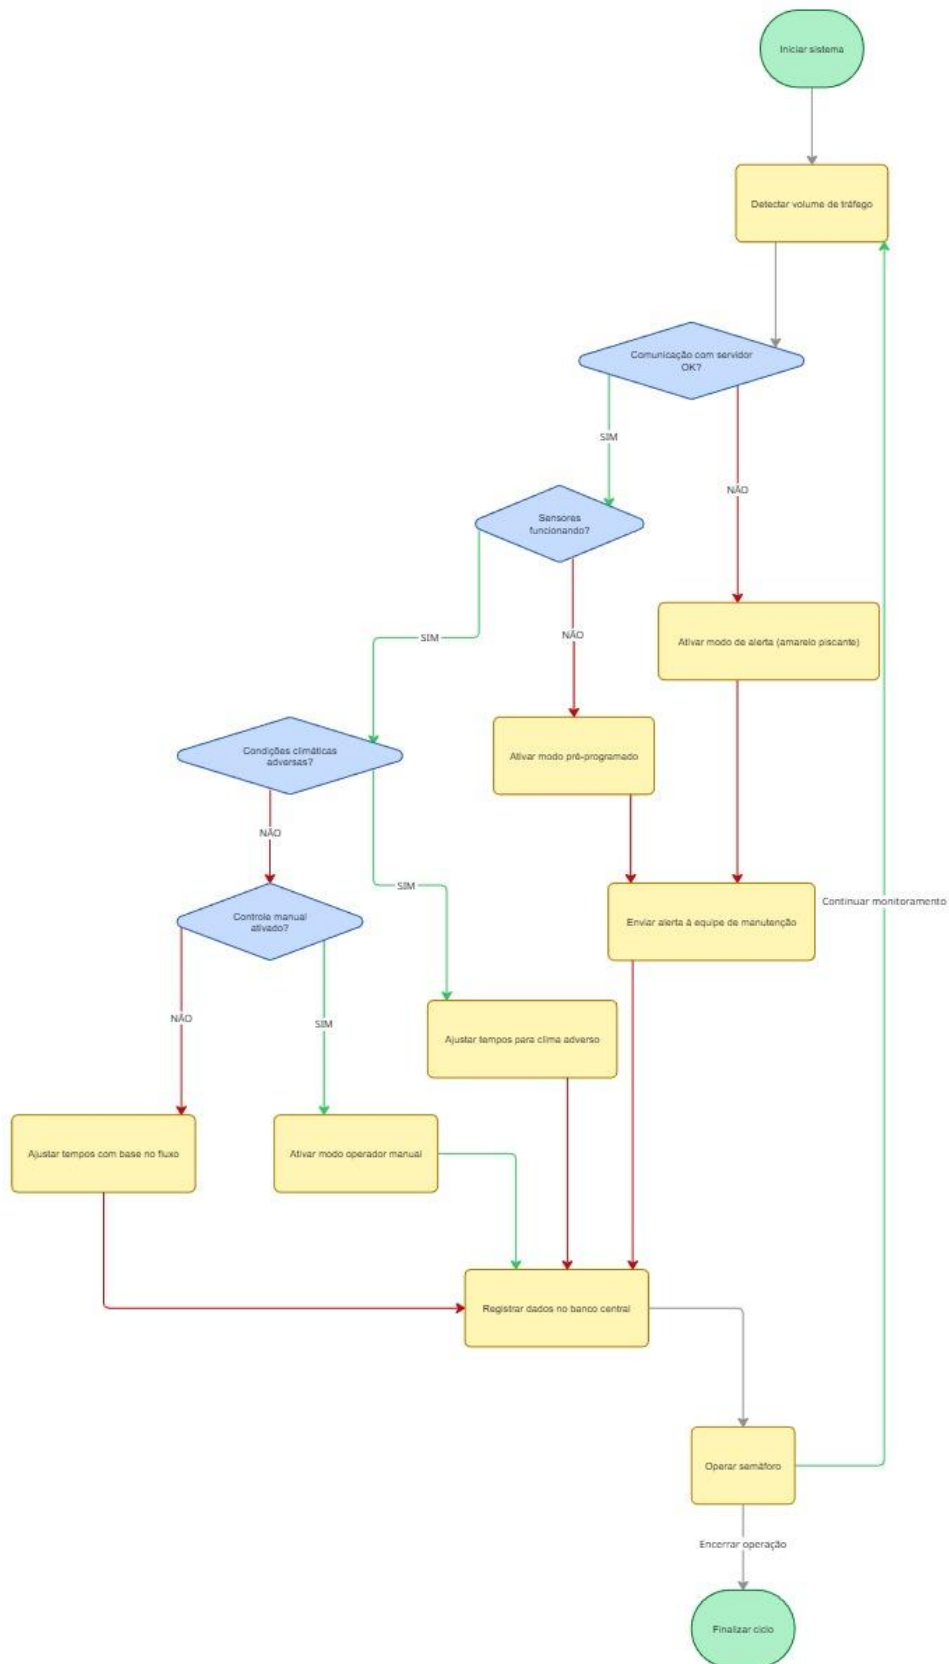 Iniciar sistema
Detectar volume de tráfego
Comunicação com servidor
OK?
SIM
NÃO
Sensores
funcionando?
SIM
NÃO
Ativar modo de alerta (amarelo piscante)
Condições climáticas
adversas?
Ativar modo pré-programado
NÃO
SIM
Controle manual
ativado?
Enviar alerta à equipe de manutenção
Continuar monitoramento
NÃO
SIM
Ajustar tempos para clima adverso
Ajustar tempos com base no fluxo
Ativar modo operador manual
Registrar dados no banco central
Operar semáforo
Encerrar operação
Finalizar ciclo